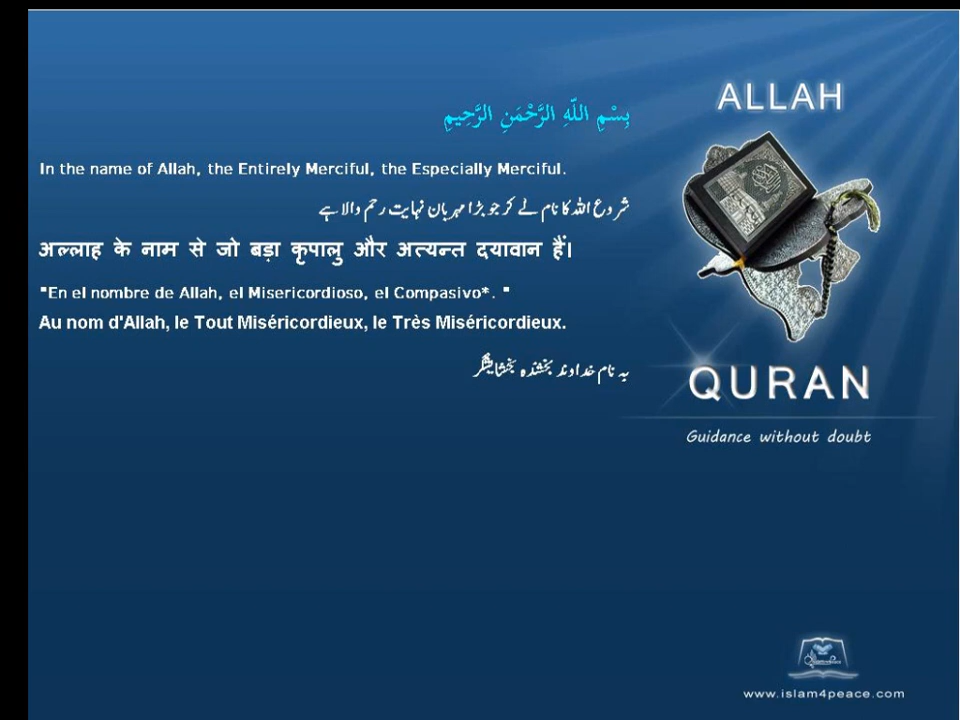 بِسْمِ اللَّهِ الرَّحْمَنِ الرَّحِيمِ
In the name of Allah, the Entirely Merciful, the Especially Merciful.
شروع الله کا نام لے کر جو بڑا مہربان نہایت رحم والا ہے
अल्लाह के नाम से जो बड़ा कृपालु और अत्यन्त दयावान हैं।
"En el nombre de Allah, el Misericordioso, el Compasivo*. "
Au nom d'Allah, le Tout Miséricordieux, le Très Miséricordieux.
به نام خداوند بخشنده بخشایشگر
ALLAH
QURAN
Guidance without doubt
www.islam4peace.com